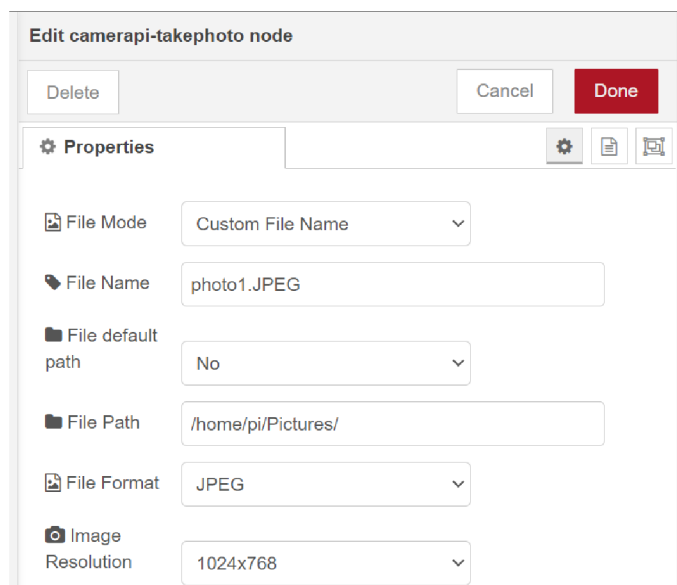 Edit camerapi-takephoto node
Delete
Cancel
Done
Properties
File Mode
Custom File Name
File Name
photo1.JPEG
File default
path
No
File Path
/home/pi/Pictures/
File Format
JPEG
Image
Resolution
1024x768